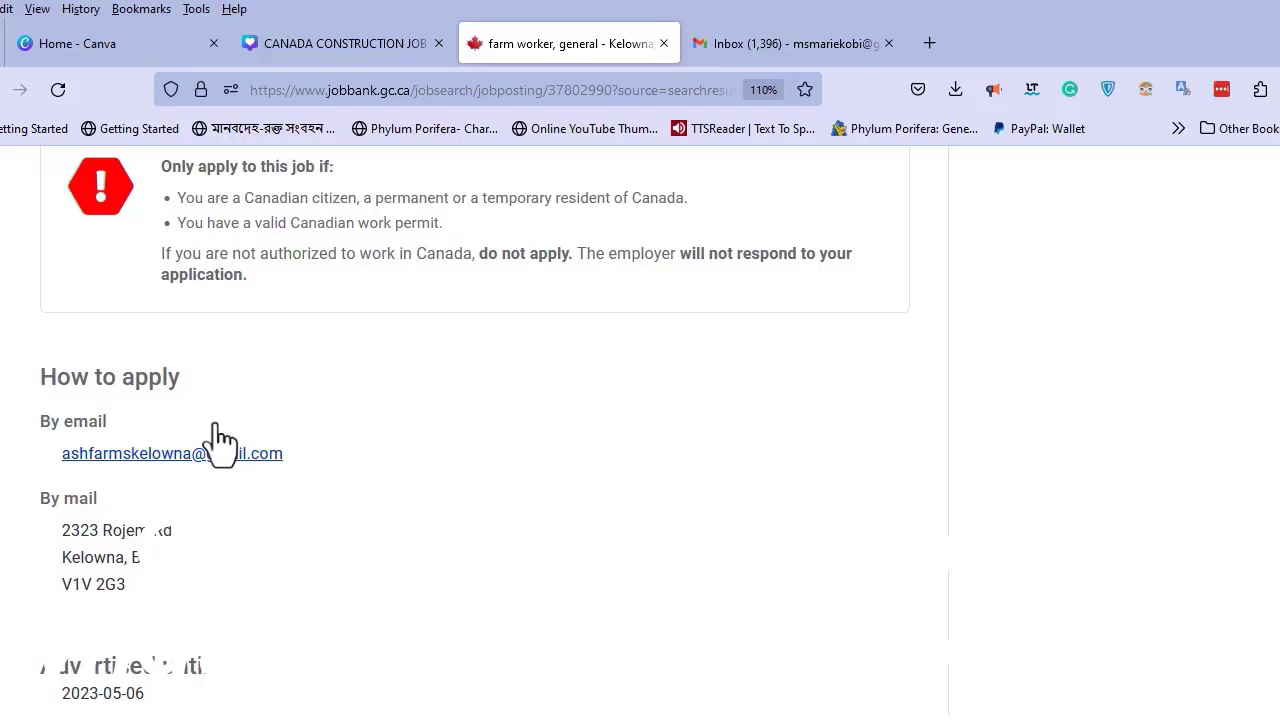 dit View History Bookmarks Tools Help
Home - Canva
CANADA CONSTRUCTION JOB
farm worker, general - Kelowna,
Inbox (1,396) - msmariekobi@g
https://www.jobbank.gc.ca/jobsearch/jobposting/37802990?source=searchresu 110%
etting Started
Getting Started
মানবদেহ-রক্ত সংবহন ...
Phylum Porifera- Char...
Online YouTube Thum...
TTSReader | Text To Sp...
Phylum Porifera: Gene...
PayPal: Wallet
Other Book
Only apply to this job if:
• You are a Canadian citizen, a permanent or a temporary resident of Canada.
• You have a valid Canadian work permit.
If you are not authorized to work in Canada, do not apply. The employer will not respond to your
application.
How to apply
By email
ashfarmskelowna@gmail.com
By mail
2323 Rojem Rd
Kelowna, B
V1V 2G3
2023-05-06